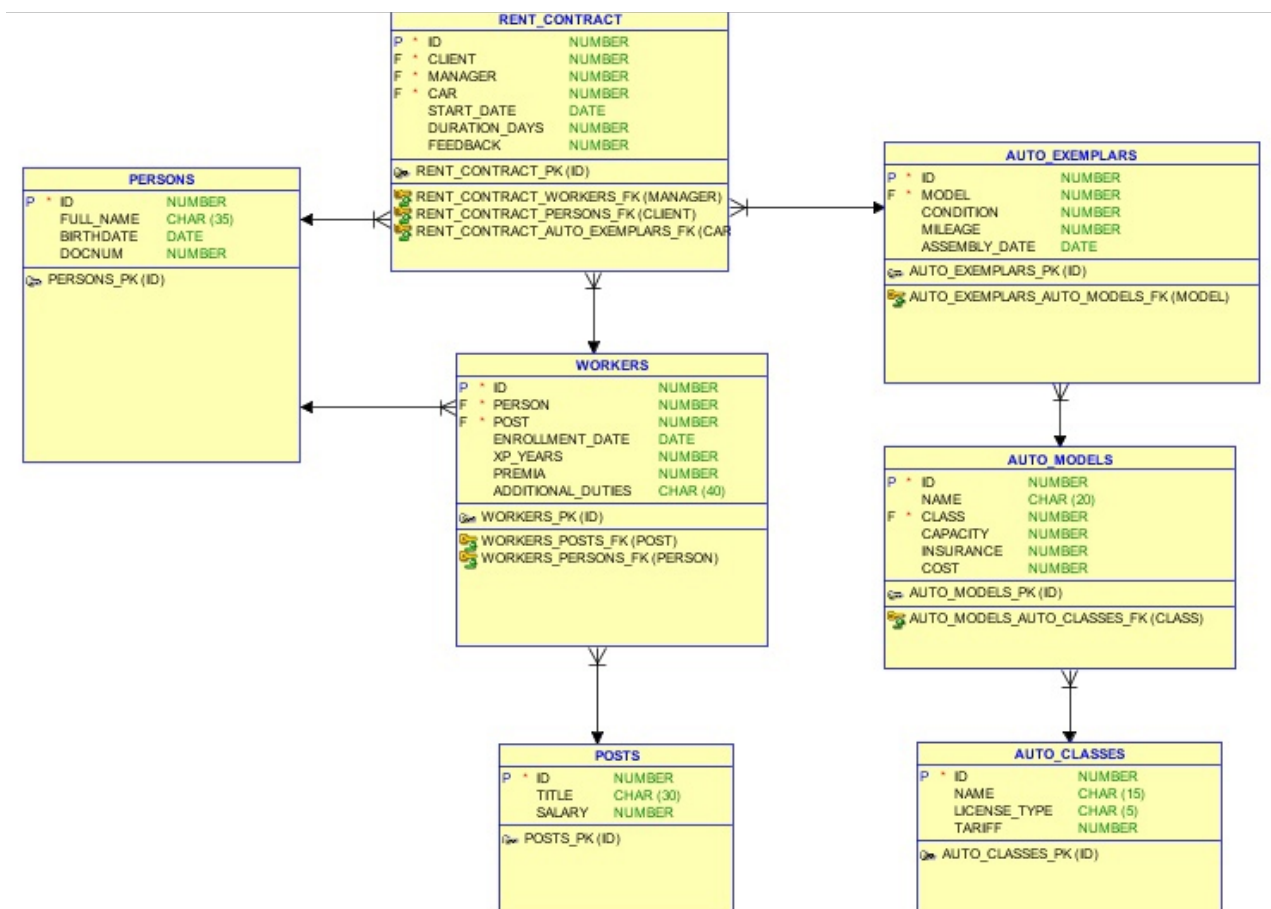 RENT_CONTRACT
P * ID NUMBER
F * CLIENT NUMBER
F * MANAGER NUMBER
F * CAR NUMBER
START_DATE DATE
DURATION_DAYS NUMBER
FEEDBACK NUMBER
RENT_CONTRACT_PK (ID)
RENT_CONTRACT_WORKERS_FK (MANAGER)
RENT_CONTRACT_PERSONS_FK (CLIENT)
RENT_CONTRACT_AUTO_EXEMPLARS_FK (CAR
PERSONS
P * ID NUMBER
FULL_NAME CHAR (35)
BIRTHDATE DATE
DOCNUM NUMBER
PERSONS_PK (ID)
AUTO_EXEMPLARS
P * ID NUMBER
F * MODEL NUMBER
CONDITION NUMBER
MILEAGE NUMBER
ASSEMBLY_DATE DATE
AUTO_EXEMPLARS_PK (ID)
AUTO_EXEMPLARS_AUTO_MODELS_FK (MODEL)
WORKERS
P * ID NUMBER
F * PERSON NUMBER
F * POST NUMBER
ENROLLMENT_DATE DATE
XP_YEARS NUMBER
PREMIA NUMBER
ADDITIONAL_DUTIES CHAR (40)
WORKERS_PK (ID)
WORKERS_POSTS_FK (POST)
WORKERS_PERSONS_FK (PERSON)
AUTO_MODELS
P * ID NUMBER
NAME CHAR (20)
F * CLASS NUMBER
CAPACITY NUMBER
INSURANCE NUMBER
COST NUMBER
AUTO_MODELS_PK (ID)
AUTO_MODELS_AUTO_CLASSES_FK (CLASS)
POSTS
P * ID NUMBER
TITLE CHAR (30)
SALARY NUMBER
POSTS_PK (ID)
AUTO_CLASSES
P * ID NUMBER
NAME CHAR (15)
LICENSE_TYPE CHAR (5)
TARIFF NUMBER
AUTO_CLASSES_PK (ID)